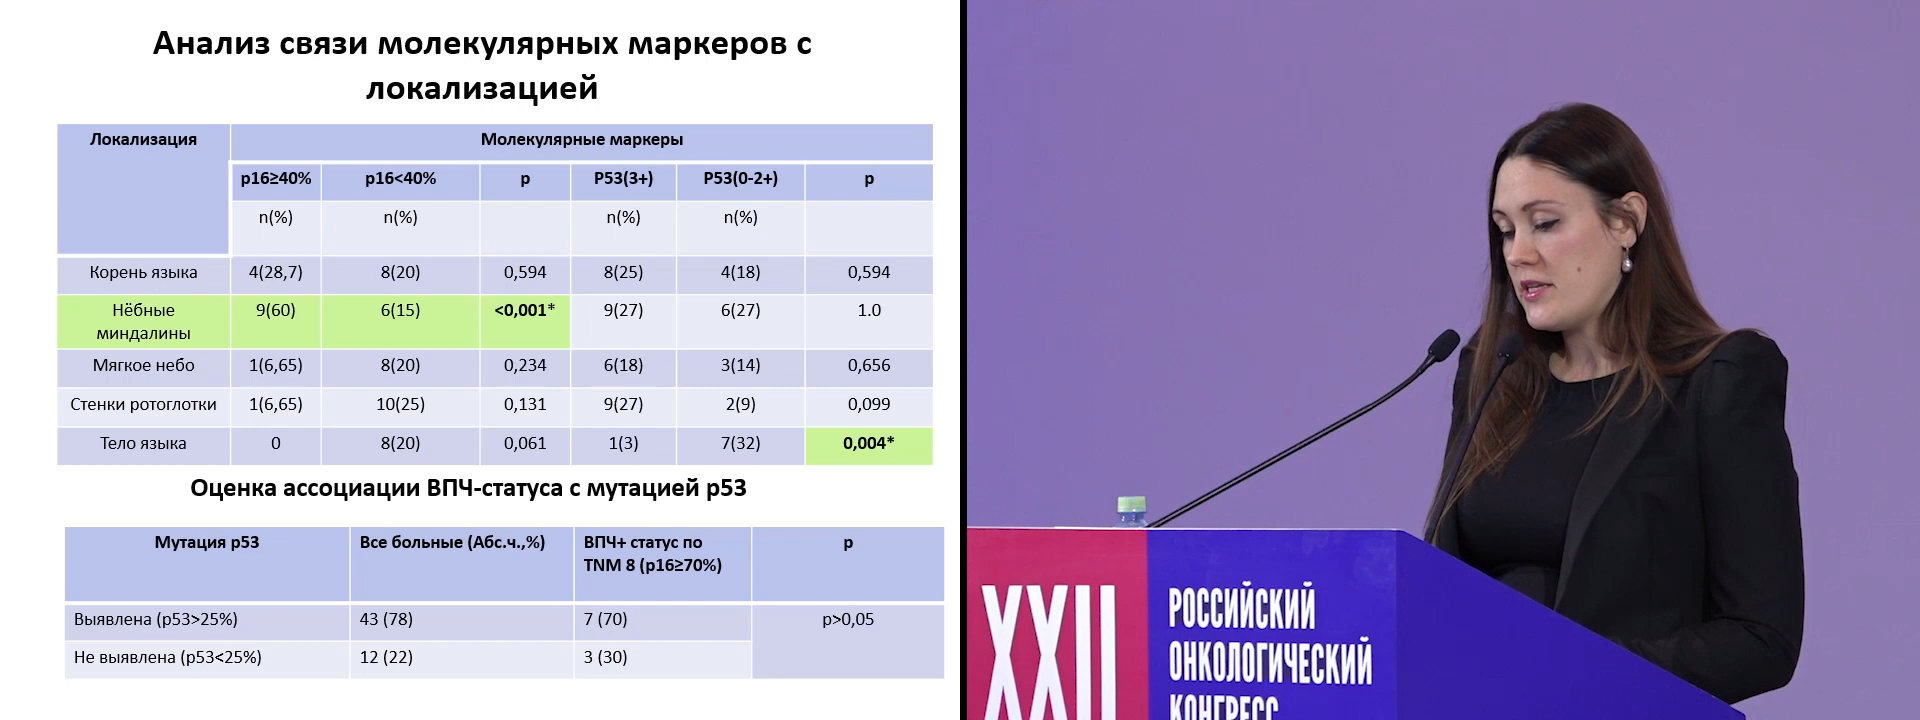 Анализ связи молекулярных маркеров с
локализацией
Локализация Молекулярные маркеры
p16≥40% p16<40% p P53(3+) P53(0-2+) p
n(%) n(%) n(%) n(%)
Корень языка 4(28,7) 8(20) 0,594 8(25) 4(18) 0,594
Нёбные
миндалины 9(60) 6(15) <0,001* 9(27) 6(27) 1.0
Мягкое небо 1(6,65) 8(20) 0,234 6(18) 3(14) 0,656
Стенки ротоглотки 1(6,65) 10(25) 0,131 9(27) 2(9) 0,099
Тело языка 0 8(20) 0,061 1(3) 7(32) 0,004*
Оценка ассоциации ВПЧ-статуса с мутацией p53
Мутация p53 Все больные (Абс.ч.,%) ВПЧ+ статус по p
TNM 8 (p16≥70%)
Выявлена (p53>25%) 43 (78) 7 (70) p>0,05
Не выявлена (p53<25%) 12 (22) 3 (30)
XXII
РОССИЙСКИЙ
ОНКОЛОГИЧЕСКИЙ
КОНГРЕСС